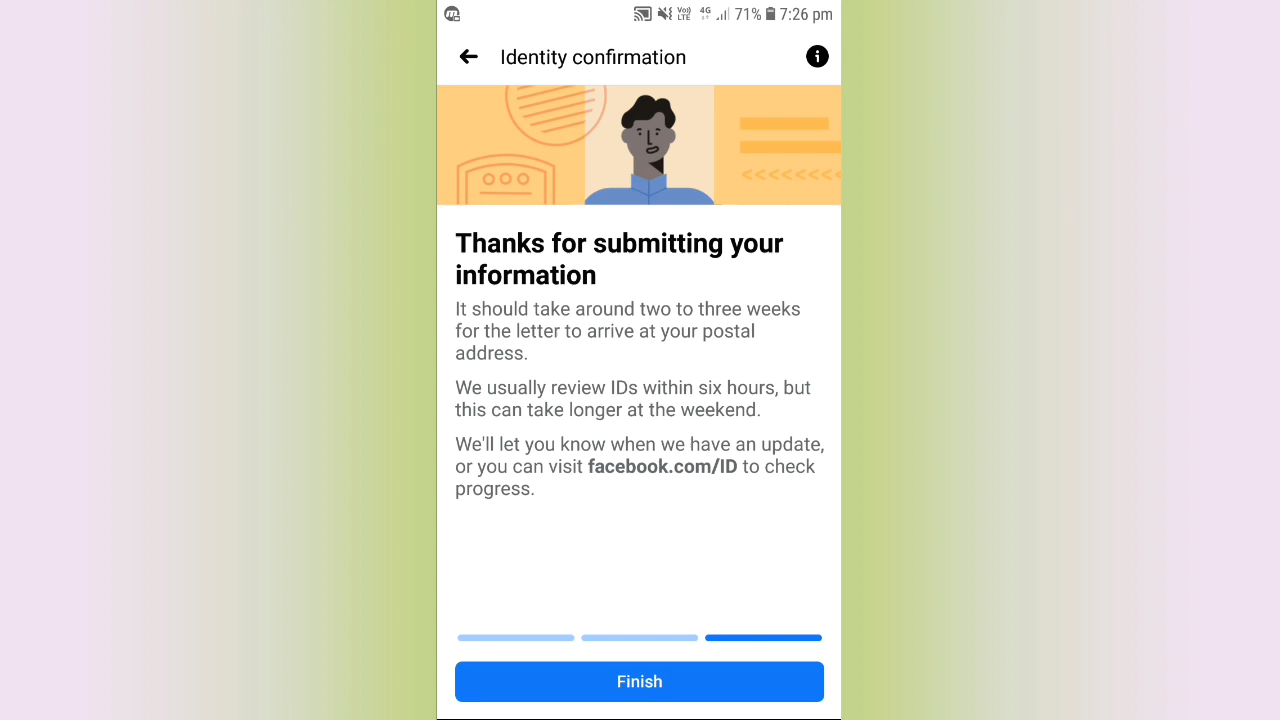 Vo))
LTE
4G
71%
7:26 pm
Identity confirmation
<<<<<<<<
Thanks for submitting your
information
It should take around two to three weeks
for the letter to arrive at your postal
address.
We usually review IDs within six hours, but
this can take longer at the weekend.
We'll let you know when we have an update,
or you can visit facebook.com/ID to check
progress.
Finish